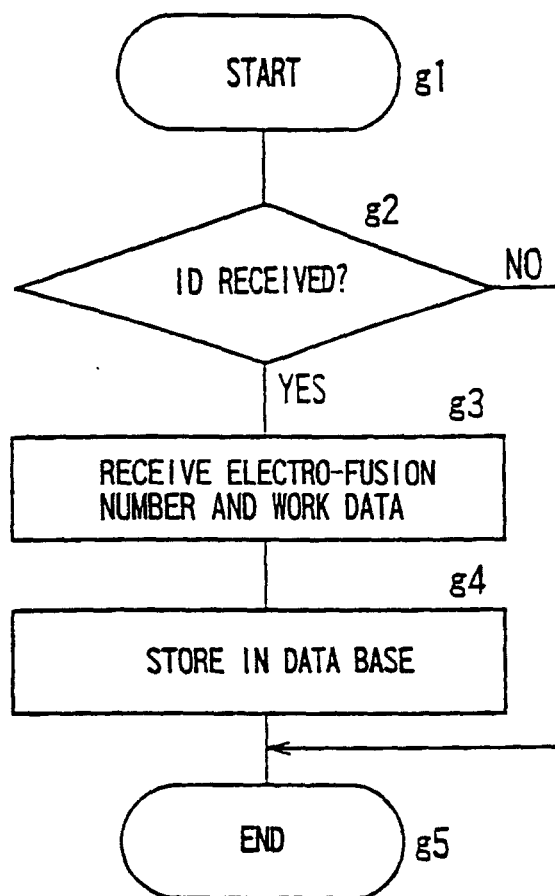 START
g1
g2
ID RECEIVED?
NO
YES
g3
RECEIVE ELECTRO-FUSION
NUMBER AND WORK DATA
g4
STORE IN DATA BASE
END
g5